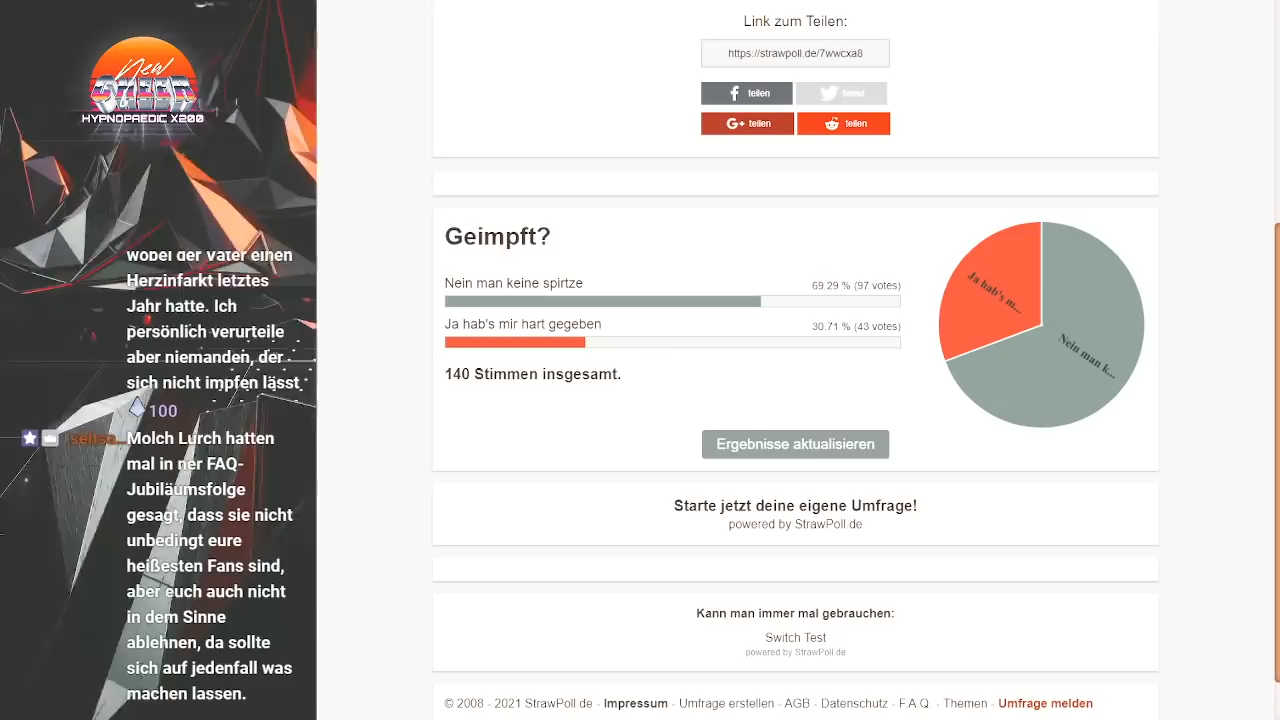 New
HYPNOPAEDIC X200
wobei der Vater einen
Herzinfarkt letztes
Jahr hatte. Ich
persönlich verurteile
aber niemanden, der
sich nicht impfen lässt
100
Molch Lurch hatten
mal in ner FAQ-
Jubiläumsfolge
gesagt, dass sie nicht
unbedingt eure
heißesten Fans sind,
aber euch auch nicht
in dem Sinne
ablehnen, da sollte
sich auf jedenfall was
machen lassen.
Link zum Teilen:
https://strawpoll.de/7wwcxa8
teilen
tweet
G+ teilen
teilen
Geimpft?
Nein man keine spirtze
69.29 % (97 votes)
Ja hab's mir hart gegeben
30.71 % (43 votes)
140 Stimmen insgesamt.
Ja hab's m...
Nein man k...
Ergebnisse aktualisieren
Starte jetzt deine eigene Umfrage!
powered by StrawPoll.de
Kann man immer mal gebrauchen:
Switch Test
powered by StrawPoll.de
© 2008 - 2021 StrawPoll.de - Impressum - Umfrage erstellen - AGB - Datenschutz - F.A.Q. - Themen - Umfrage melden